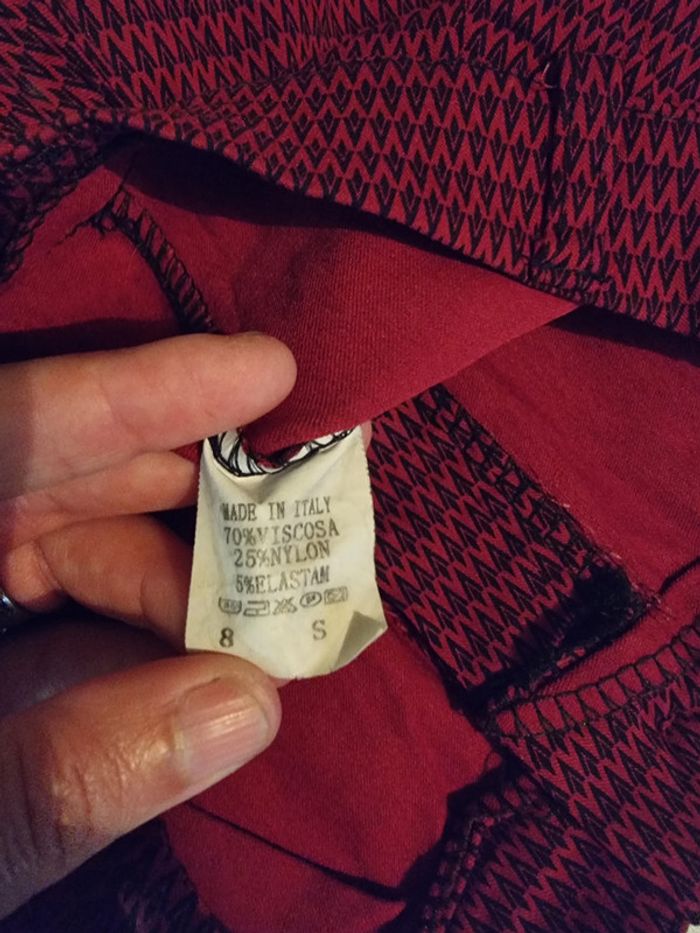 MADE IN ITALY
70%VISCOSA
25%NYLON
5%ELASTAM
8 S